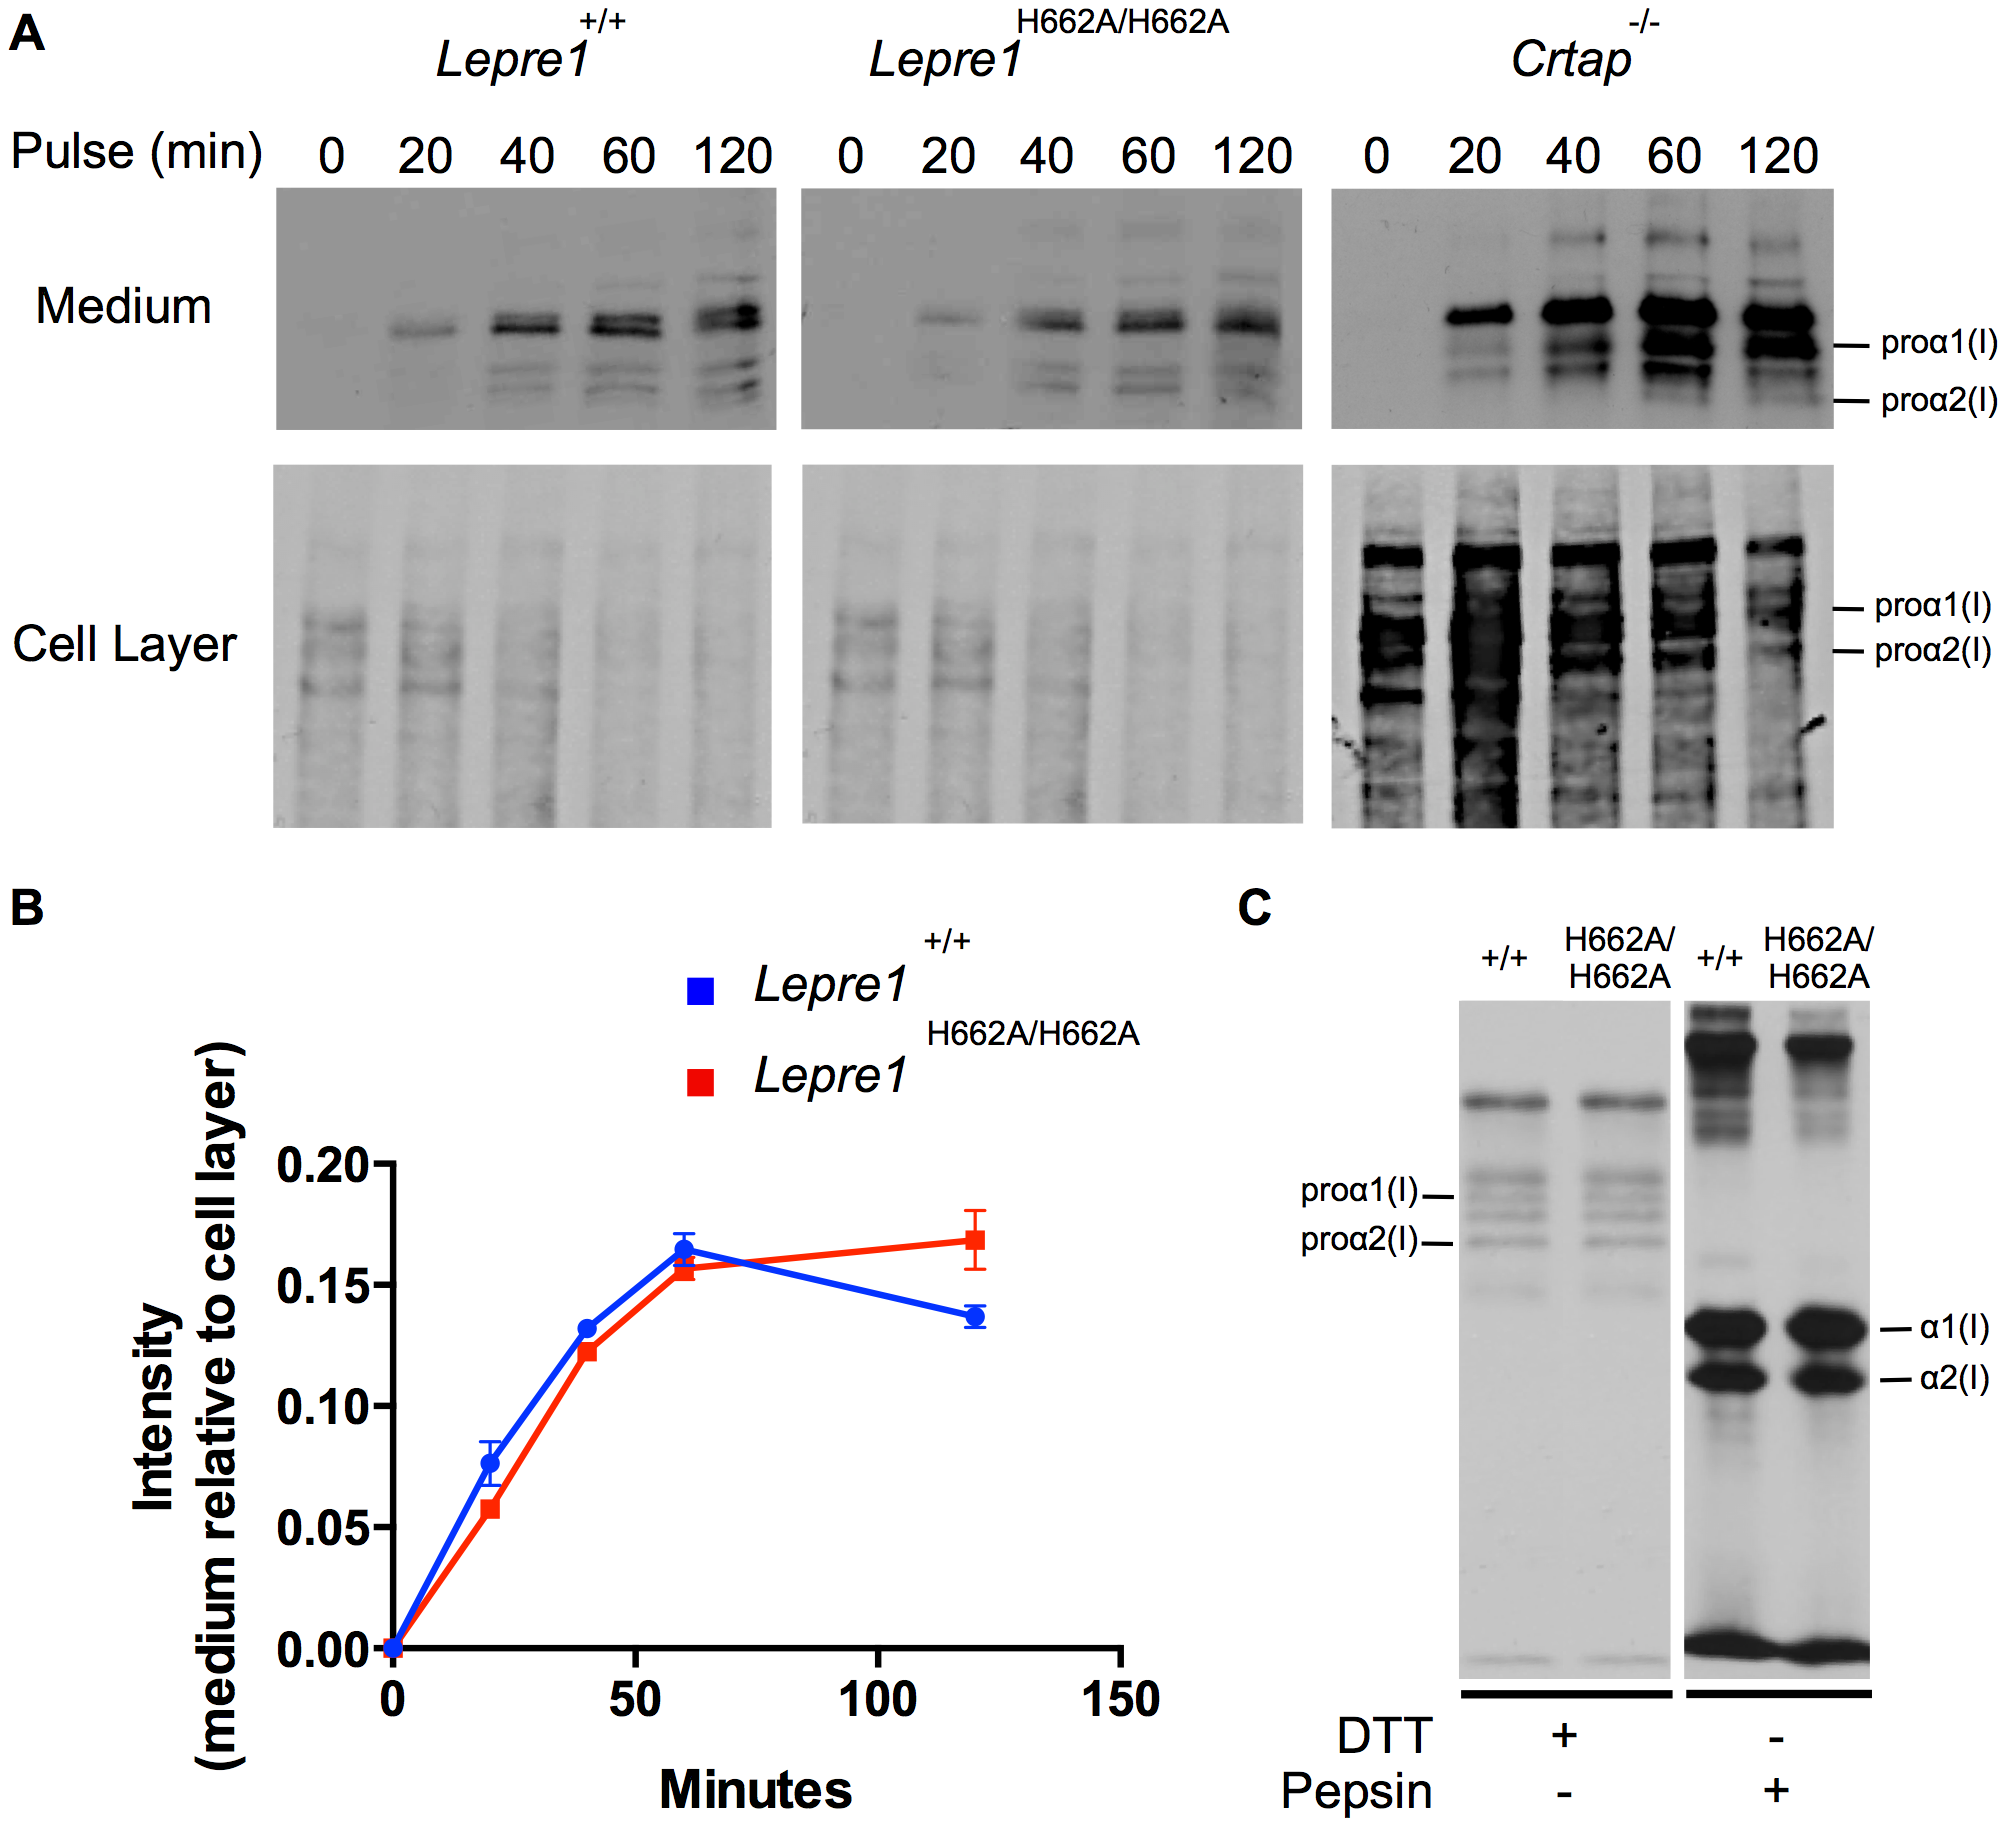 A
Lepre1 +/+
Lepre1 H662A/H662A
Crtap -/-
Pulse (min) 0 20 40 60 120 0 20 40 60 120 0 20 40 60 120
Medium
proα1(I)
proα2(I)
Cell Layer
proα1(I)
proα2(I)
B
Lepre1 +/+
Lepre1 H662A/H662A
Intensity
(medium relative to cell layer)
0.20
0.15
0.10
0.05
0.00
0 50 100 150
Minutes
C
+/+ H662A/ +/+ H662A/
H662A H662A
proα1(I)
proα2(I)
α1(I)
α2(I)
DTT + -
Pepsin - +